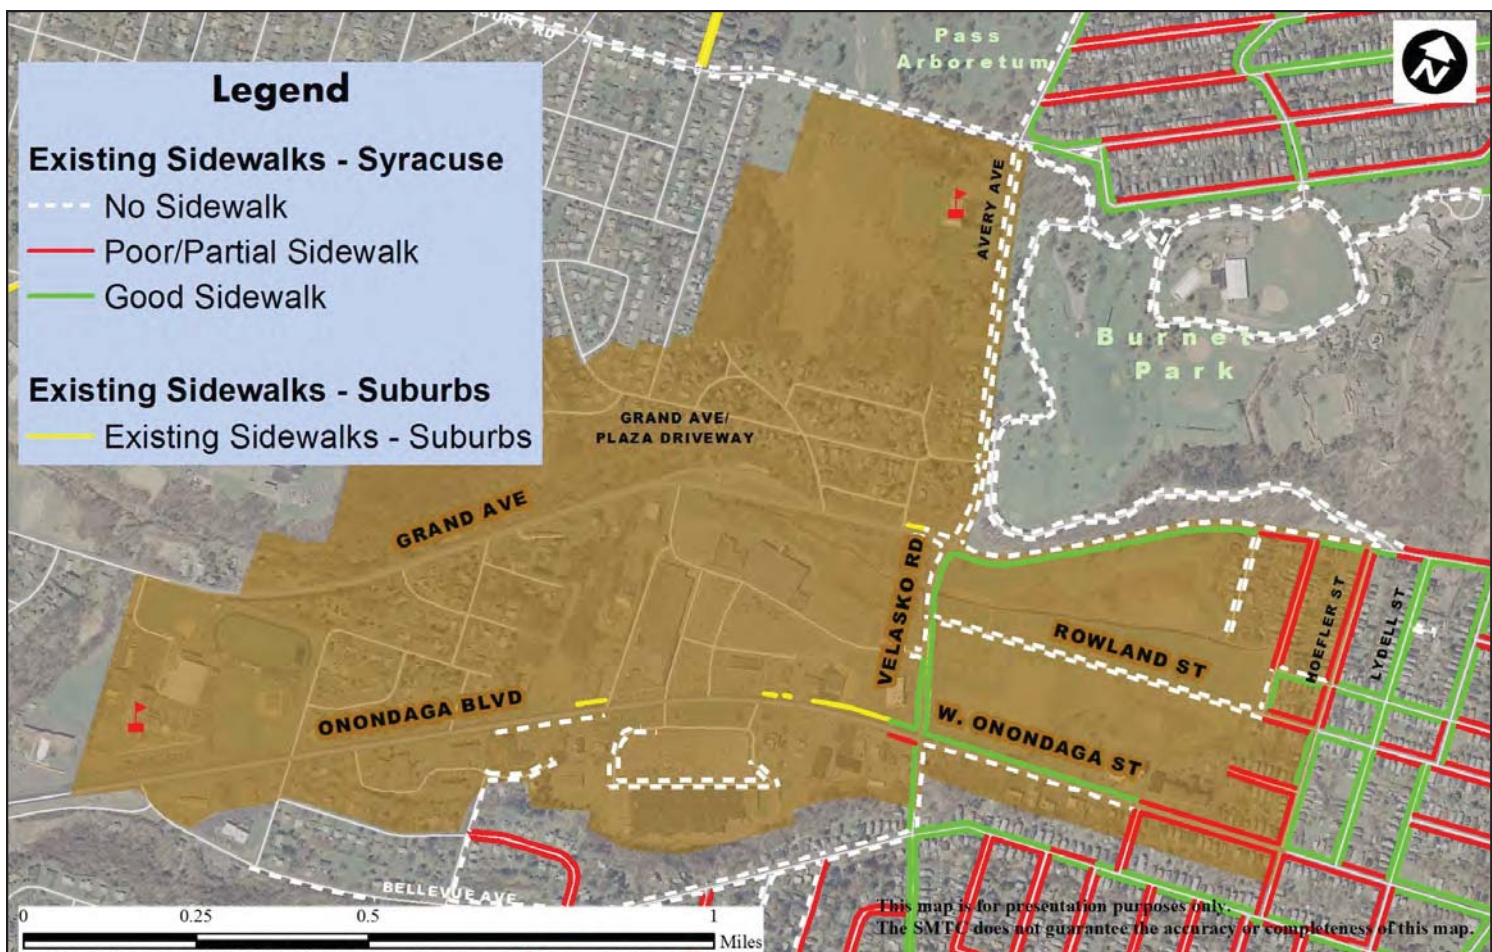 BURY RD
Pass
Arboretum
N
Legend
Existing Sidewalks - Syracuse
No Sidewalk
Poor/Partial Sidewalk
Good Sidewalk
Existing Sidewalks - Suburbs
Existing Sidewalks - Suburbs
AVERY AVE
Burnet
Park
GRAND AVE/
PLAZA DRIVEWAY
GRAND AVE
VELASKO RD
ROWLAND ST
HOEFLER ST
LYDELL ST
ONONDAGA BLVD
W. ONONDAGA ST
BELLEVUE AVE
0 0.25 0.5 1
Miles
This map is for presentation purposes only.
The SMTC does not guarantee the accuracy or completeness of this map.